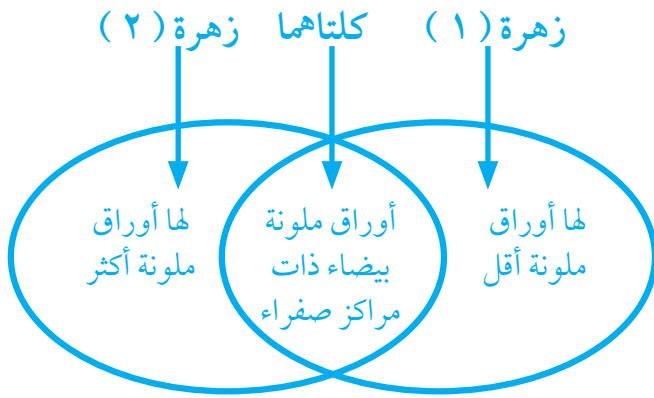 زهرة ( ١ ) كلتاهما زهرة ( ٢ )
لها أوراق
ملونة أقل
أوراق ملونة
بيضاء ذات
مراكز صفراء
لها أوراق
ملونة أكثر